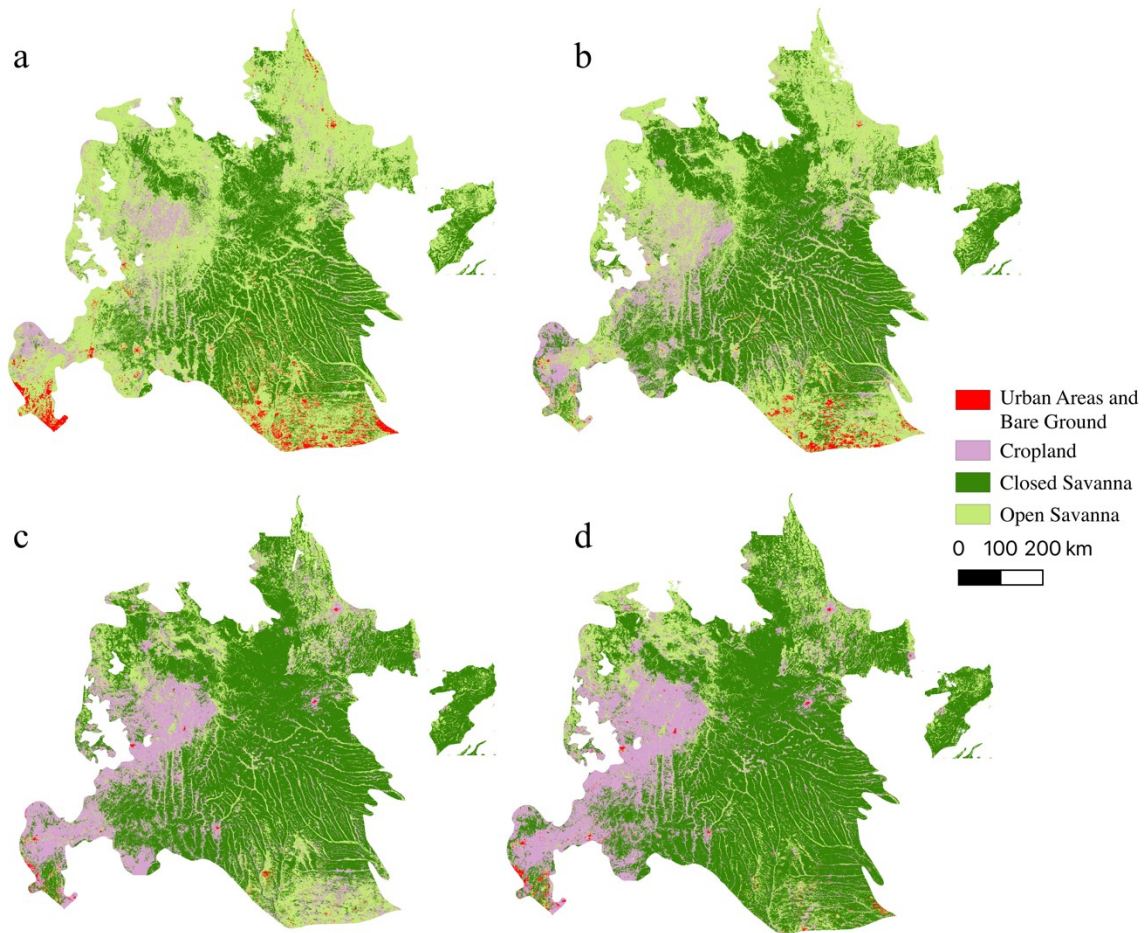 a
b
Urban Areas and
Bare Ground
Cropland
Closed Savanna
Open Savanna
0 100 200 km
c
d